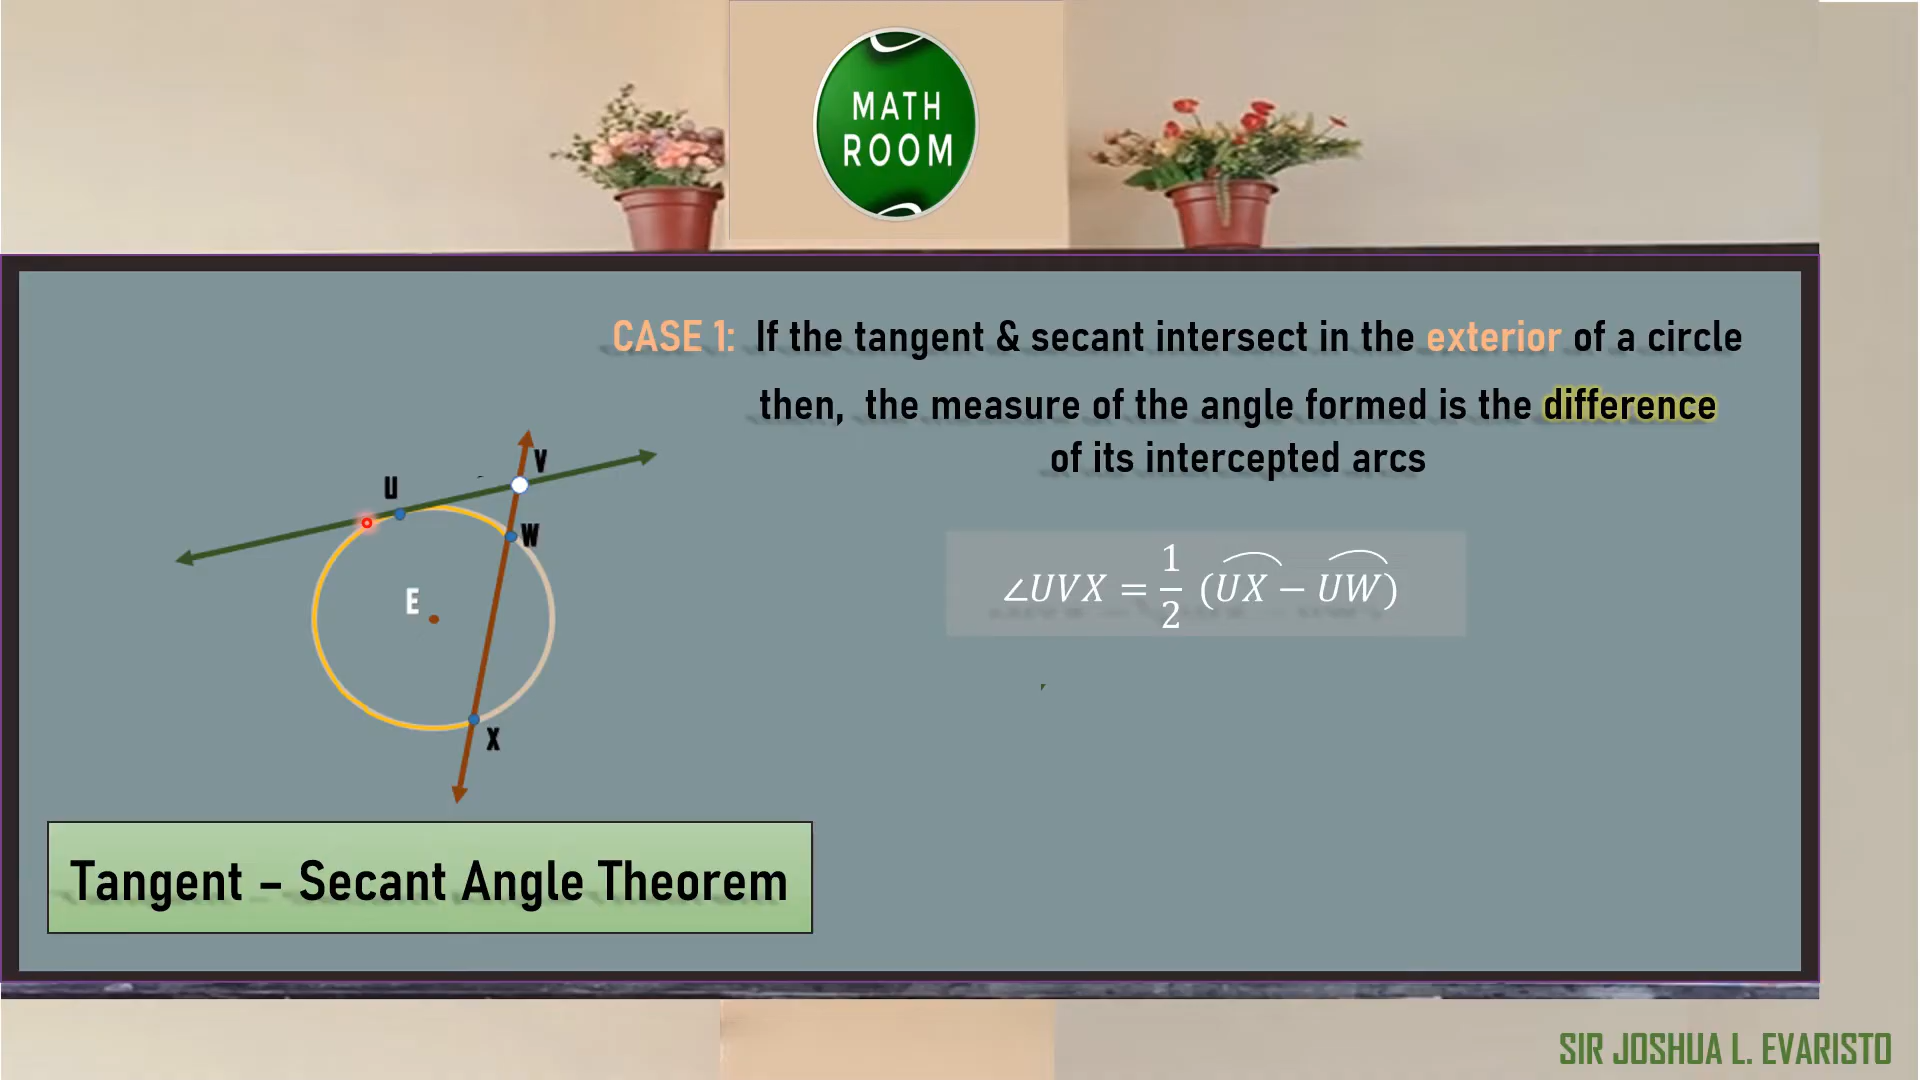 MATH
ROOM
CASE 1: If the tangent & secant intersect in the exterior of a circle
then, the measure of the angle formed is the difference
of its intercepted arcs
V
U
W
E
X
∠UVX = 1/2 (U͡X − U͡W)
Tangent – Secant Angle Theorem
SIR JOSHUA L. EVARISTO